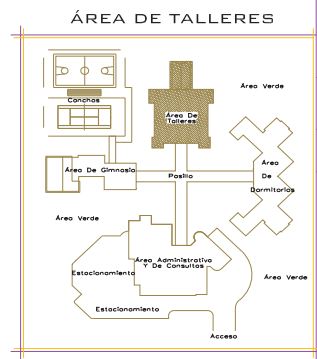 ÁREA DE TALLERES
Área Verde
Canchas
Área De
Talleres
Área De Gimnasio
Pasillo
Área
De
Dormitorios
Área Verde
Área Administrativa
Y De Consultas
Estacionamiento
Área Verde
Estacionamiento
Acceso